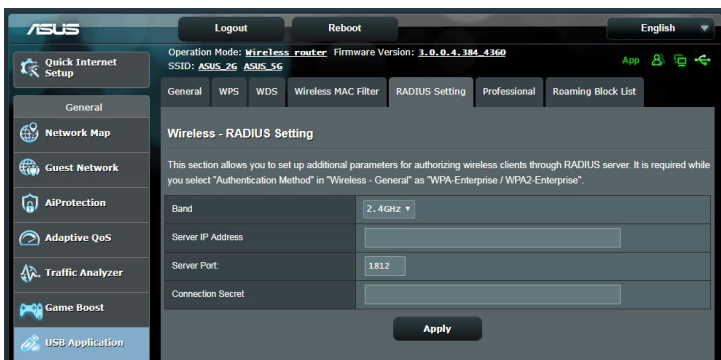 ASUS
Logout
Reboot
English
Quick Internet
Setup
Operation Mode: Wireless router Firmware Version: 3.0.0.4.384_4360
SSID: ASUS_2G ASUS_5G
App
General
WPS
WDS
Wireless MAC Filter
RADIUS Setting
Professional
Roaming Block List
General
Network Map
Guest Network
AiProtection
Adaptive QoS
Traffic Analyzer
Game Boost
USB Application
Wireless - RADIUS Setting
This section allows you to set up additional parameters for authorizing wireless clients through RADIUS server. It is required while
you select "Authentication Method" in "Wireless - General" as "WPA-Enterprise / WPA2-Enterprise".
Band
2.4GHz
Server IP Address
Server Port:
1812
Connection Secret
Apply